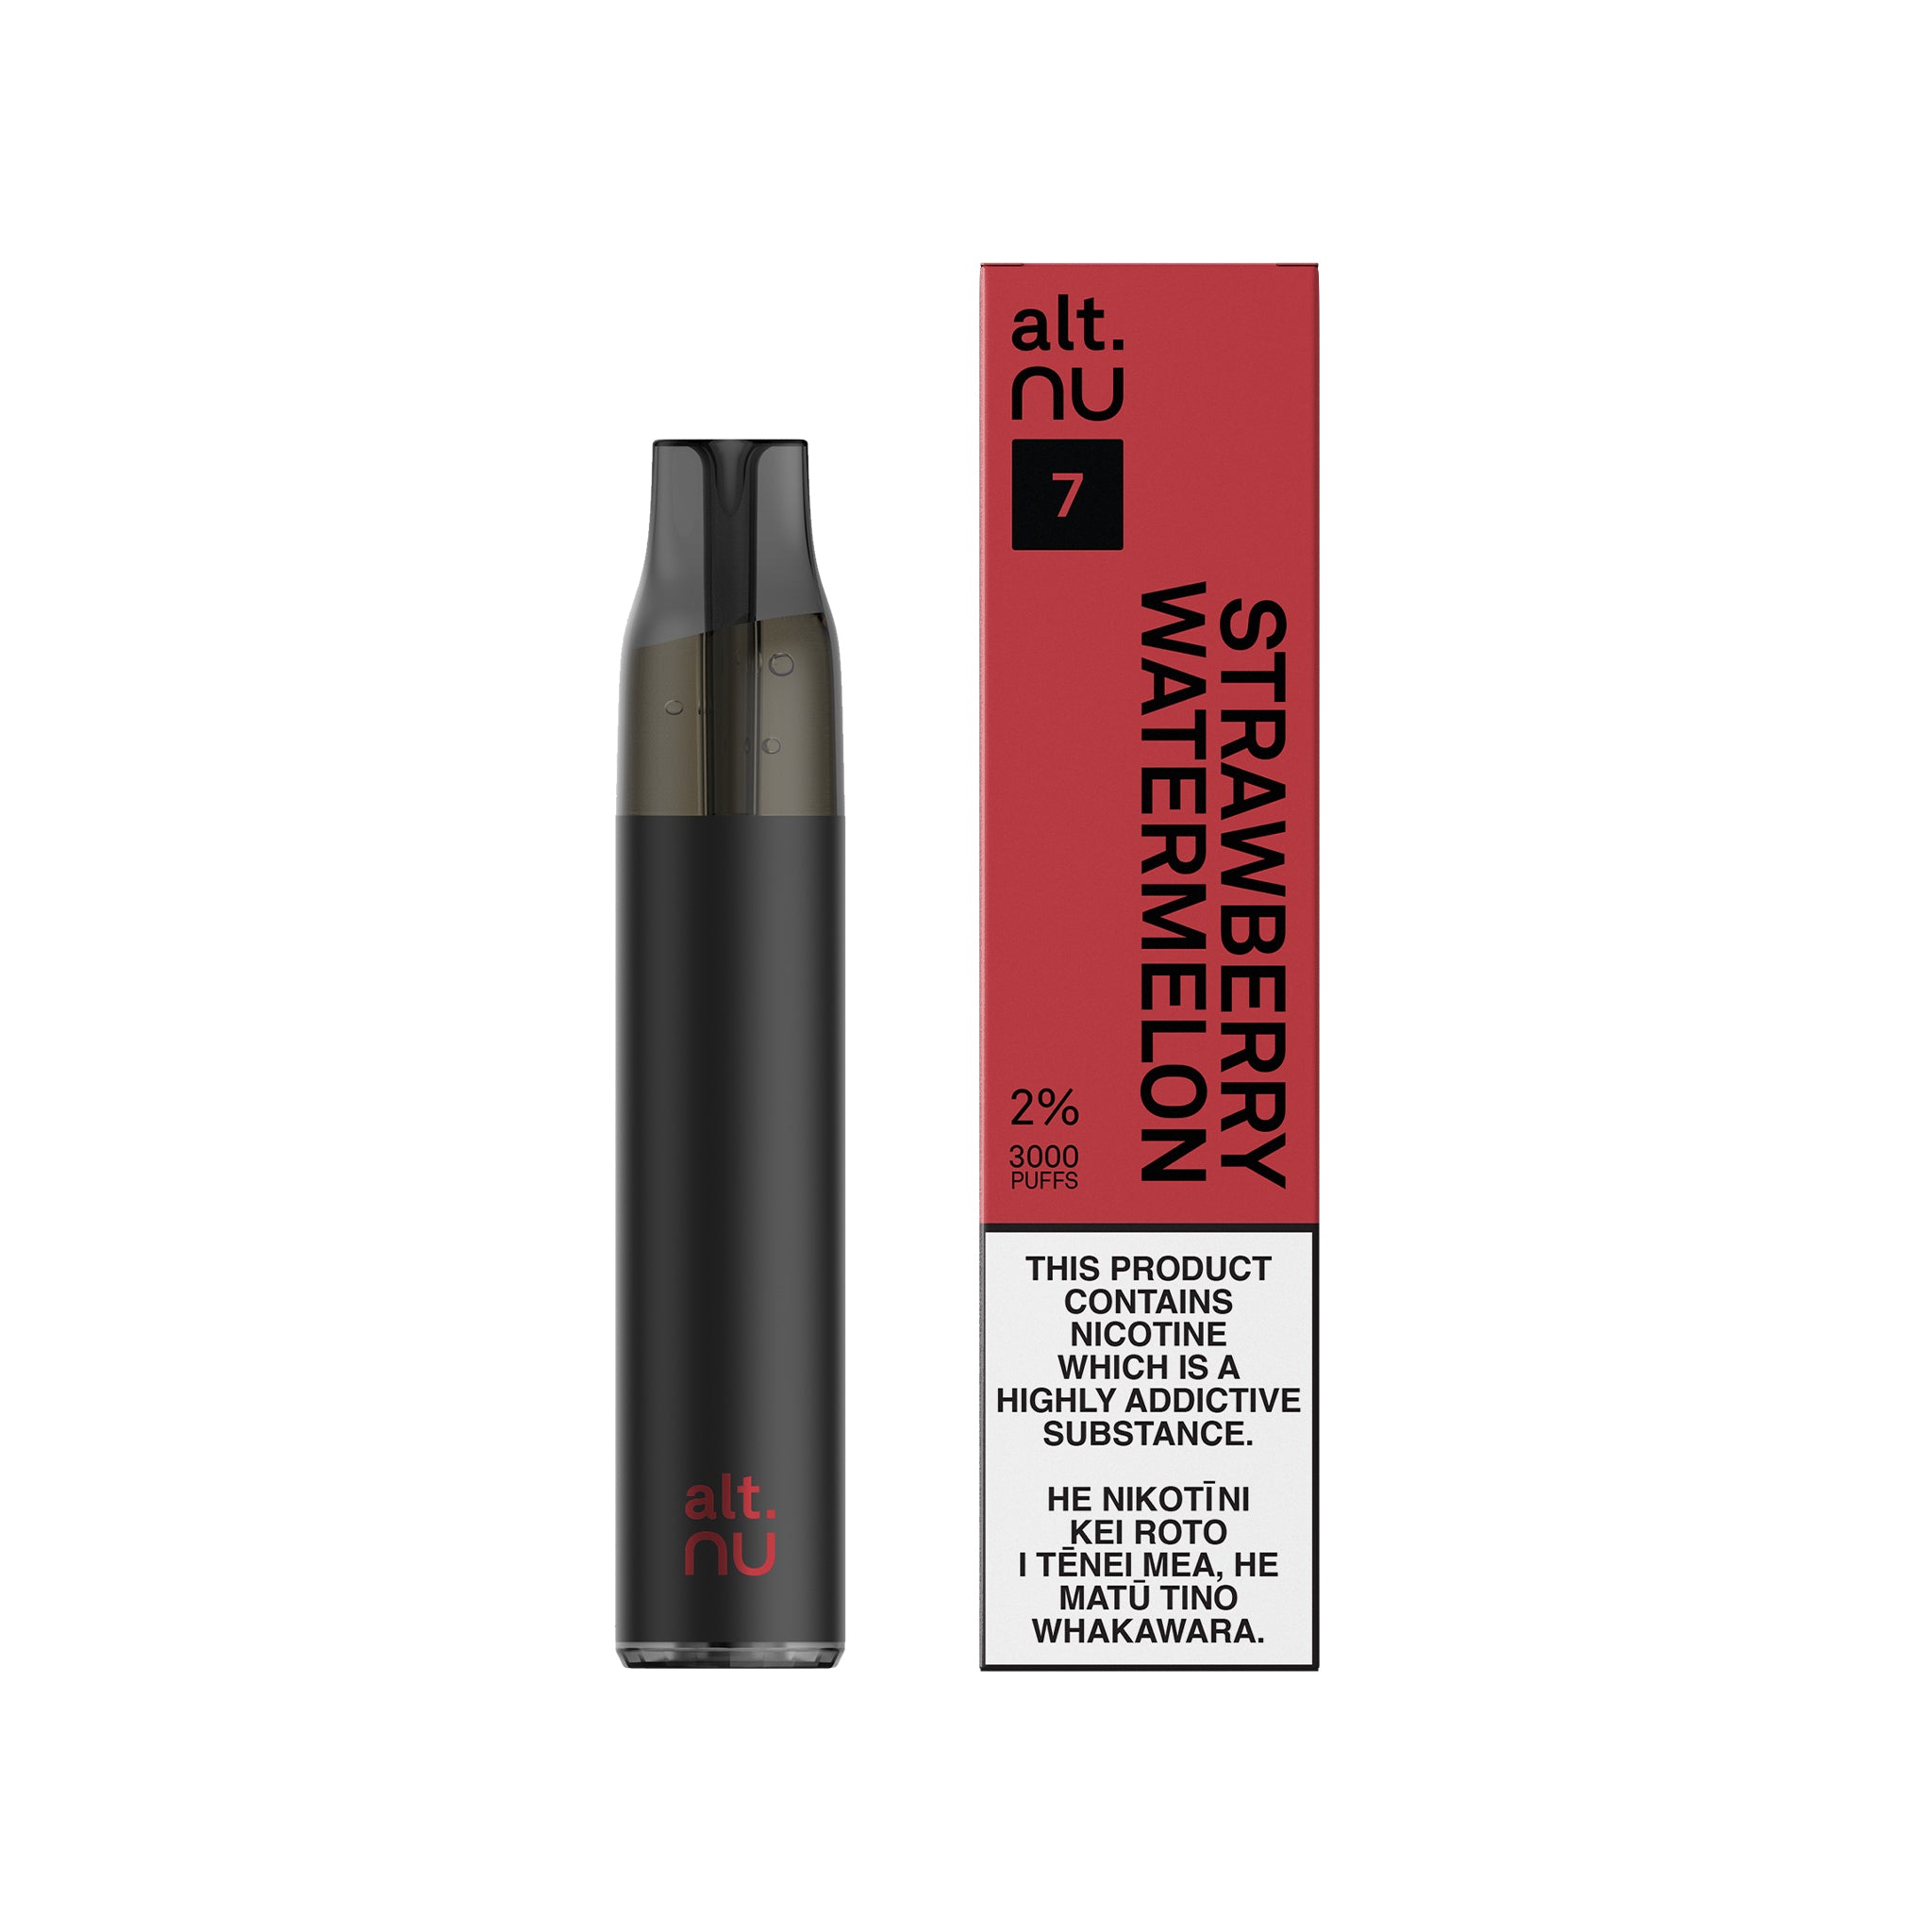 alt.
nu
7
STRAWBERRY
WATERMELON
2%
3000
PUFFS
THIS PRODUCT
CONTAINS
NICOTINE
WHICH IS A
HIGHLY ADDICTIVE
SUBSTANCE.
HE NIKOTĪNI
KEI ROTO
I TĒNEI MEA, HE
MATŪ TINO
WHAKAWARA.
alt.
nu